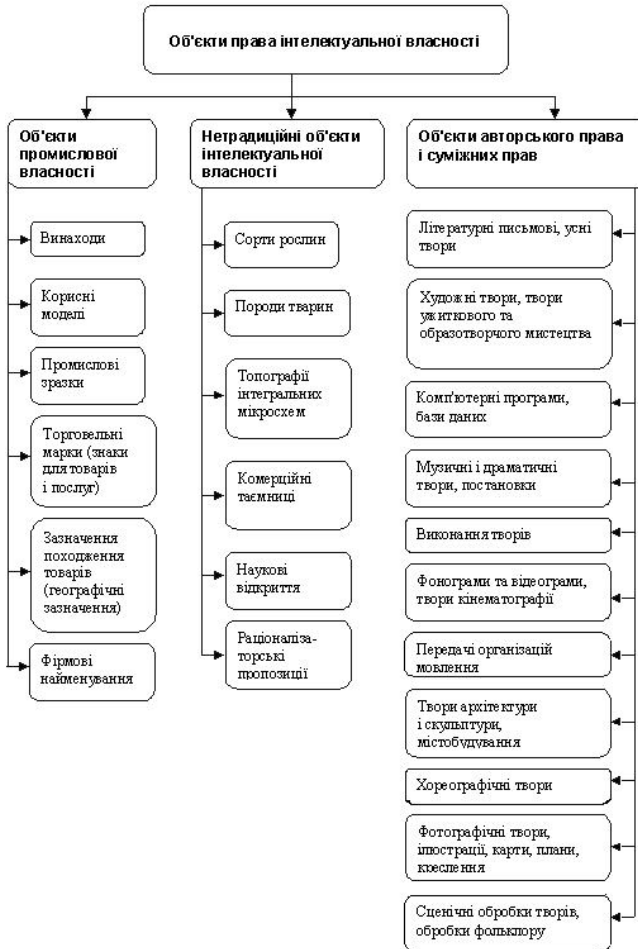 Об'єкти права інтелектуальної власності
Об'єкти
промислової
власності
Винаходи
Корисні
моделі
Промислові
зразки
Торговельні
марки (знаки
для товарів
і послуг)
Зазначення
походження
товарів
(географічні
зазначення)
Фірмові
найменування
Нетрадиційні об'єкти
інтелектуальної
власності
Сорти рослин
Породи тварин
Топографії
інтегральних
мікросхем
Комерційні
таємниці
Наукові
відкриття
Раціоналіза-
торські
пропозиції
Об'єкти авторського права
і суміжних прав
Літературні письмові, усні
твори
Художні твори, твори
ужиткового та
образотворчого мистецтва
Комп'ютерні програми,
бази даних
Музичні і драматичні
твори, постановки
Виконання творів
Фонограми та відеограми,
твори кінематографії
Передачі організацій
мовлення
Твори архітектури
і скульптури,
містобудування
Хореографічні твори
Фотографічні твори,
ілюстрації, карти, плани,
креслення
Сценічні обробки творів,
обробки фольклору